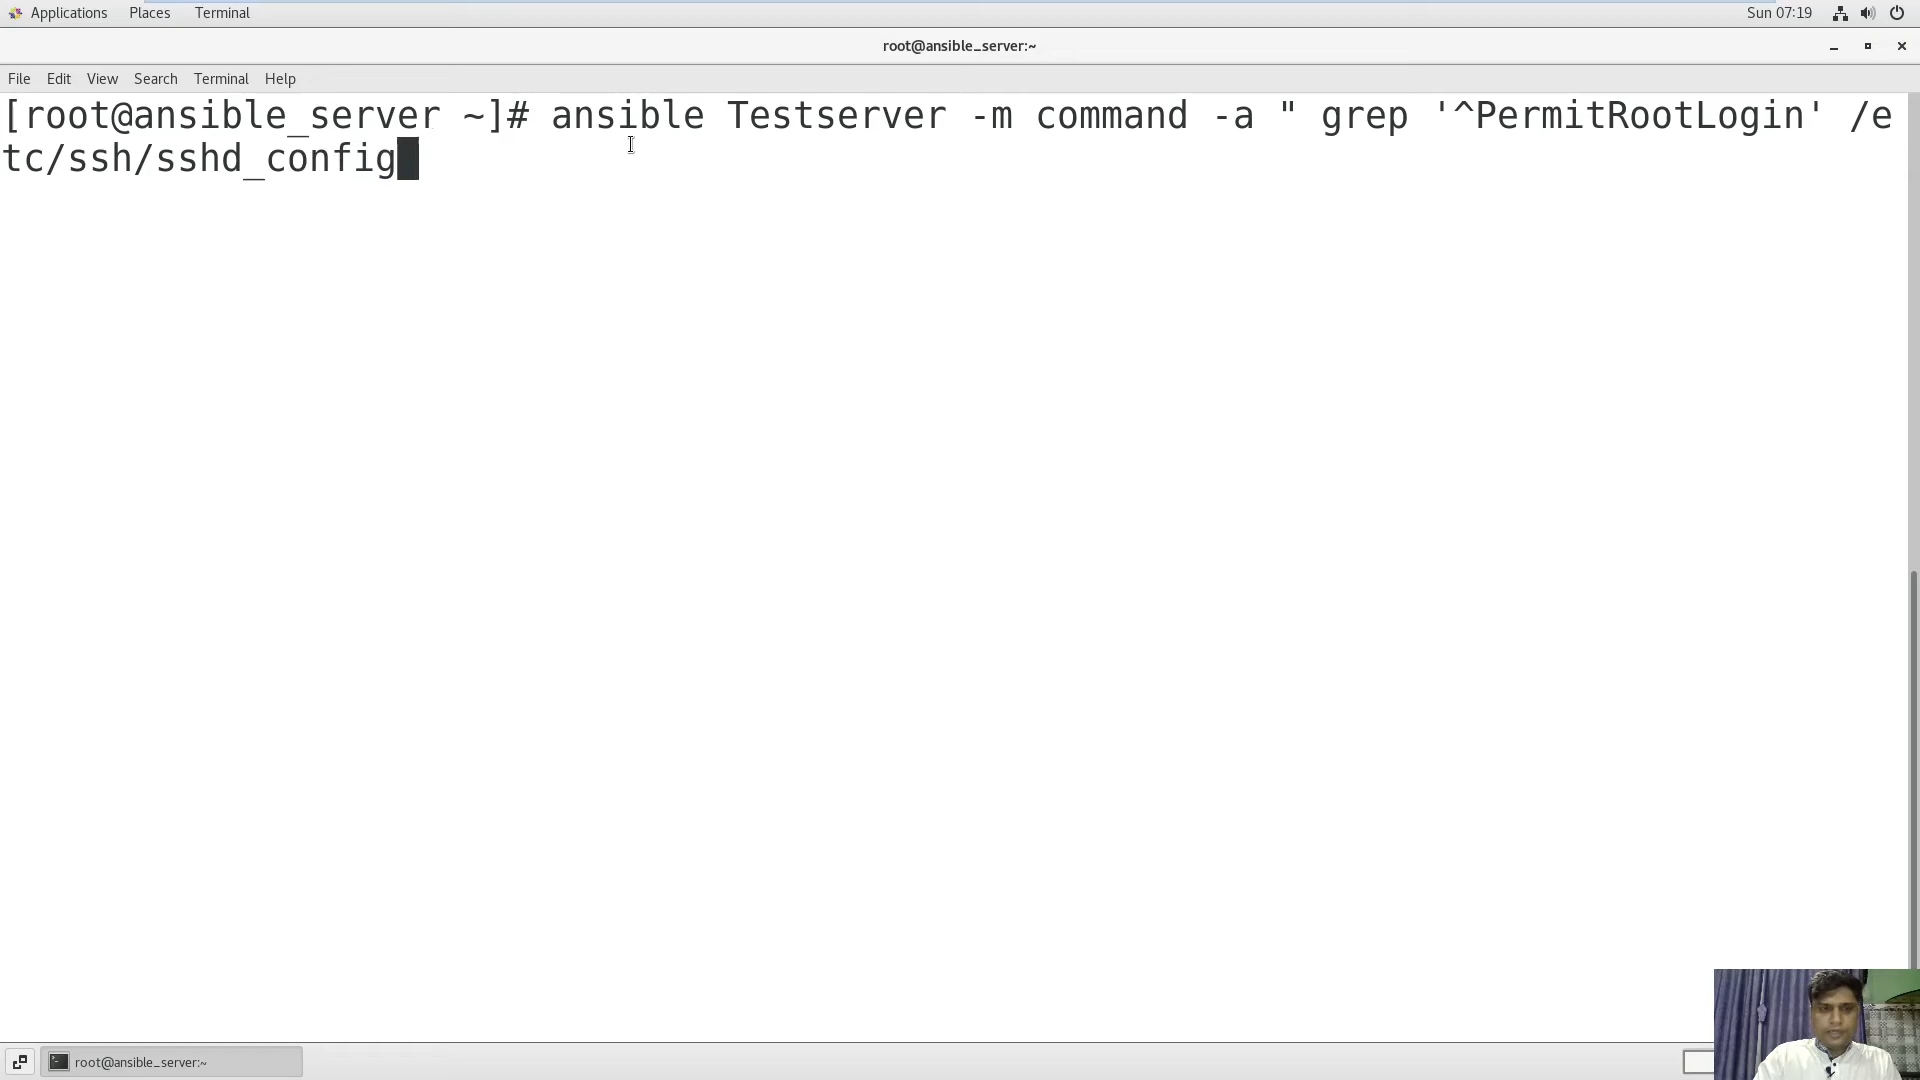 Applications Places Terminal Sun 07:19
root@ansible_server:~
File Edit View Search Terminal Help
[root@ansible_server ~]# ansible Testserver -m command -a " grep '^PermitRootLogin' /e
tc/ssh/sshd_config
root@ansible_server:~